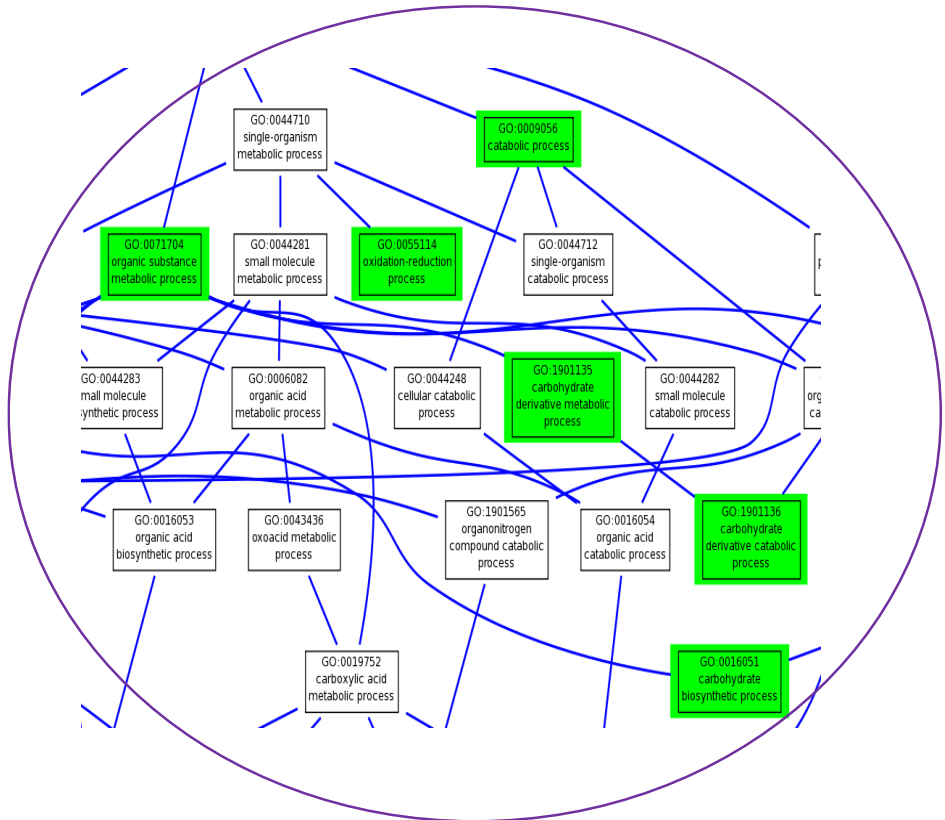 GO:0044710
single-organism
metabolic process
GO:0009056
catabolic process
GO:0071704
organic substance
metabolic process
GO:0044281
small molecule
metabolic process
GO:0055114
oxidation-reduction
process
GO:0044712
single-organism
catabolic process
GO:0044283
mall molecule
synthetic process
GO:0006082
organic acid
metabolic process
GO:0044248
cellular catabolic
process
GO:1901135
carbohydrate
derivative metabolic
process
GO:0044282
small molecule
catabolic process
GO:0016053
organic acid
biosynthetic process
GO:0043436
oxoacid metabolic
process
GO:1901565
organonitrogen
compound catabolic
process
GO:0016054
organic acid
catabolic process
GO:1901136
carbohydrate
derivative catabolic
process
GO:0019752
carboxylic acid
metabolic process
GO:0016051
carbohydrate
biosynthetic process